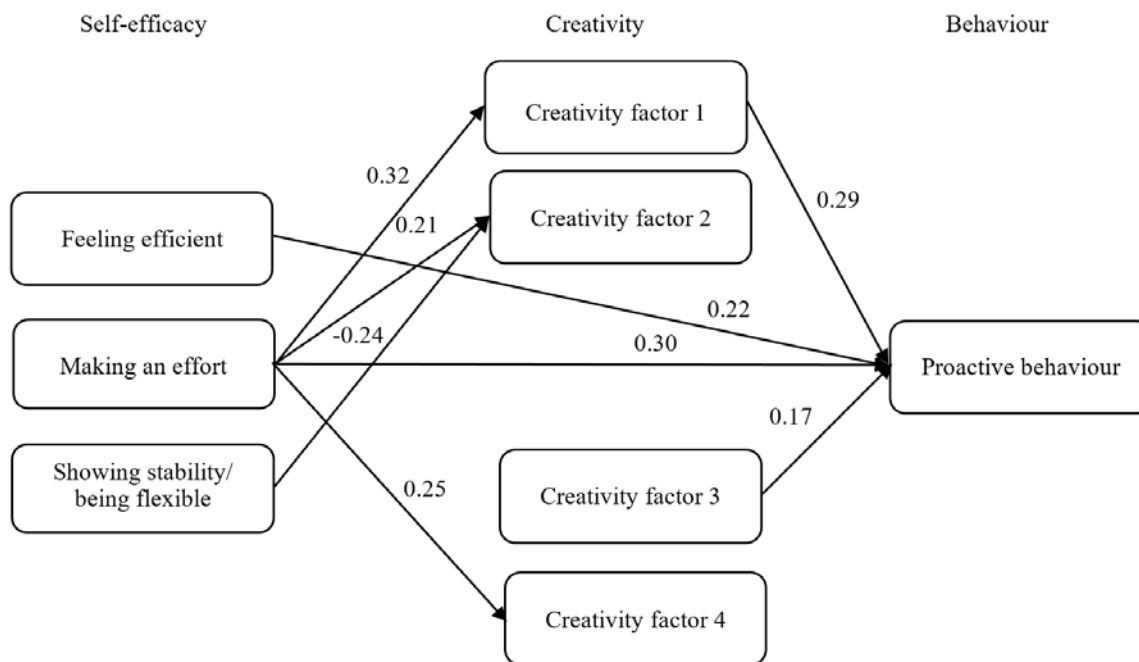 Self-efficacy
Creativity
Behaviour
Creativity factor 1
0.32
0.29
Creativity factor 2
0.21
Feeling efficient
0.22
-0.24
0.30
Making an effort
Proactive behaviour
0.17
Showing stability/
being flexible
0.25
Creativity factor 3
Creativity factor 4